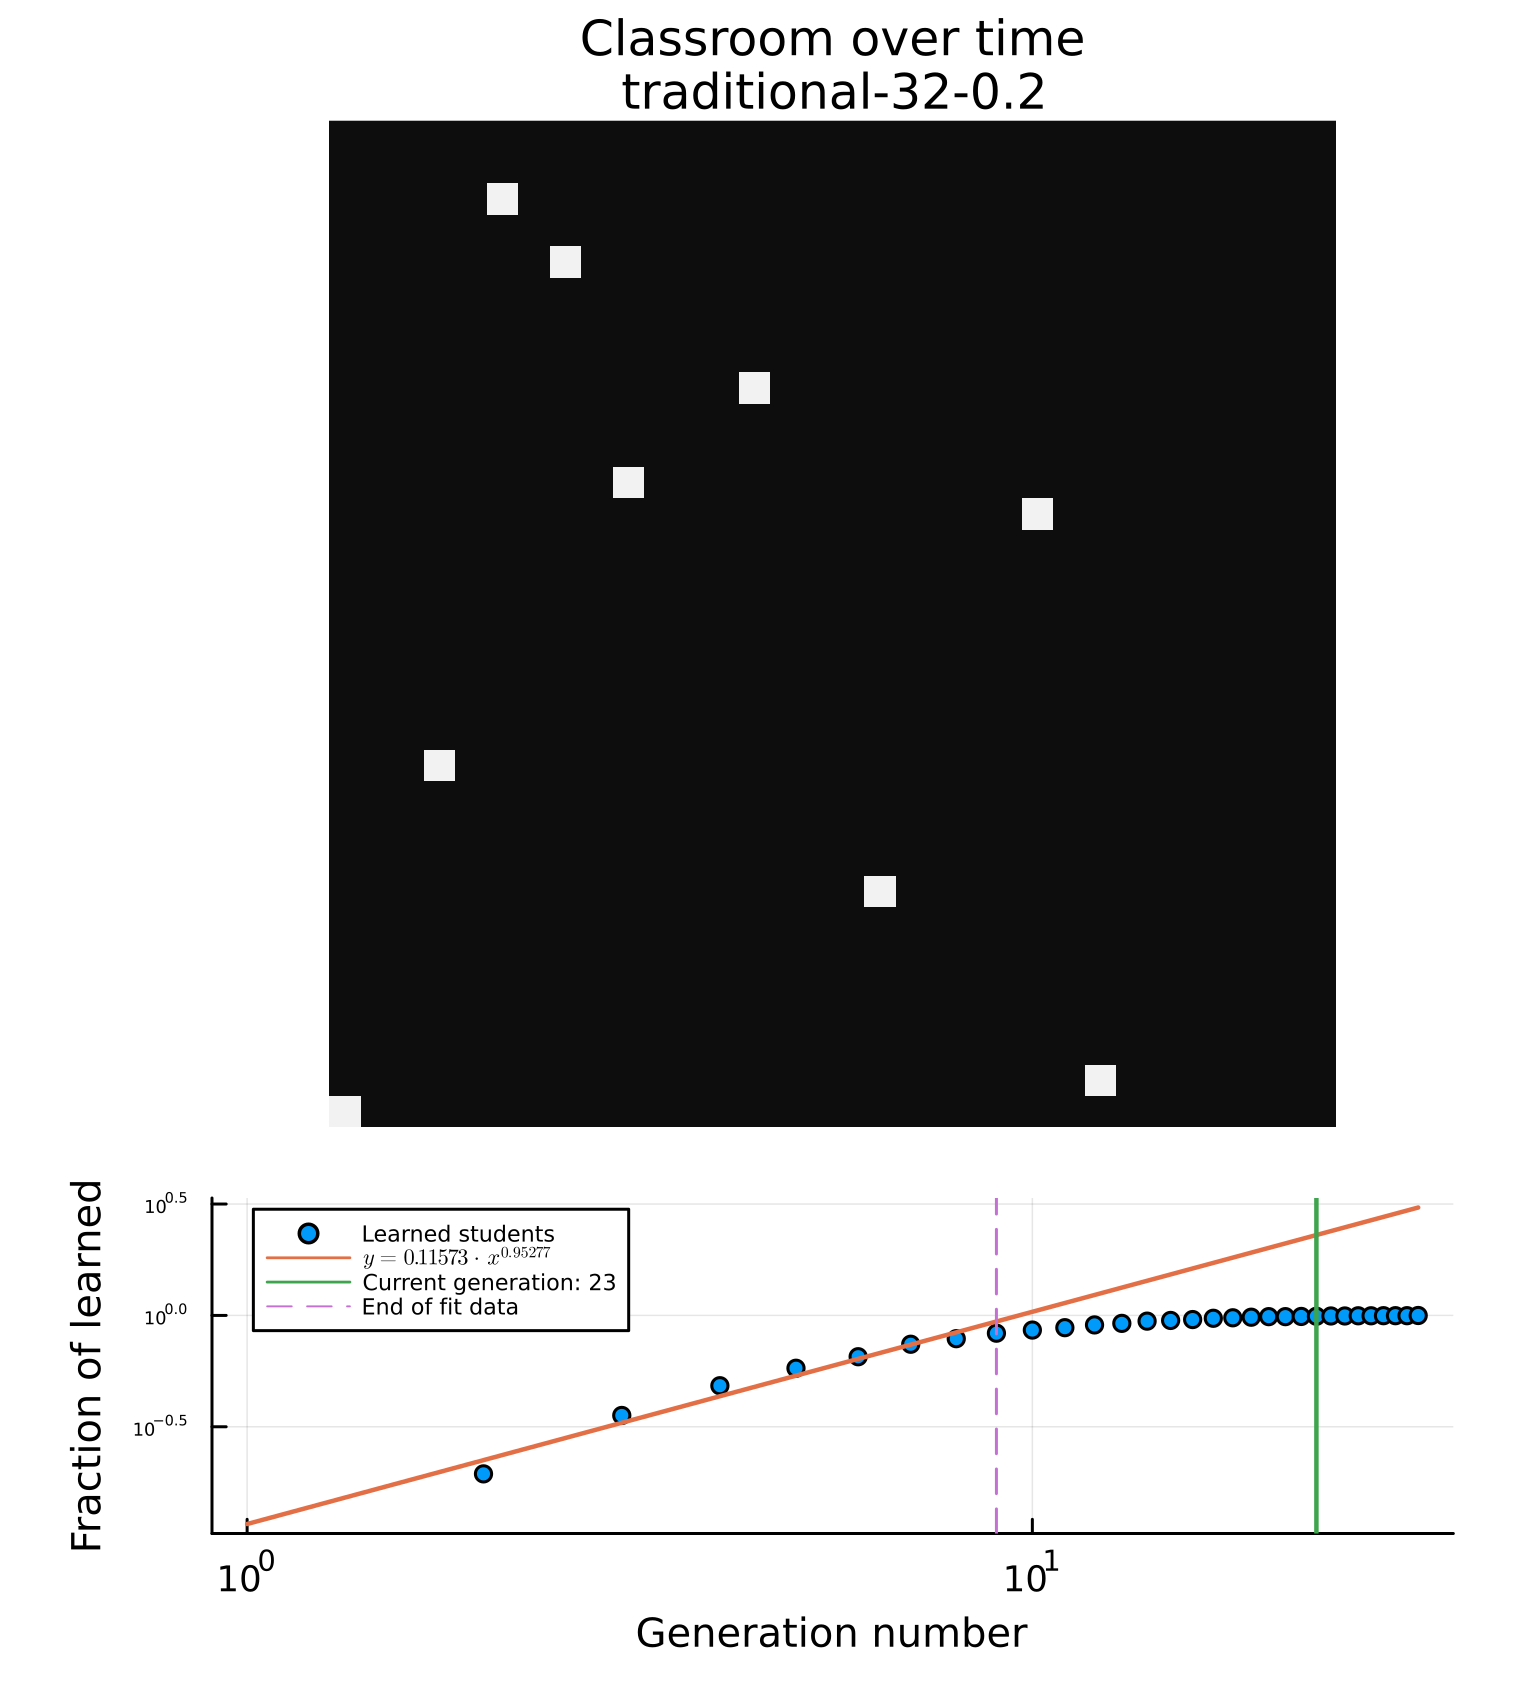 Classroom over time
traditional-32-0.2
Fraction of learned
10^0.5
10^0.0
10^−0.5
Learned students
y = 0.11573 · x^0.95277
Current generation: 23
End of fit data
10^0
10^1
Generation number